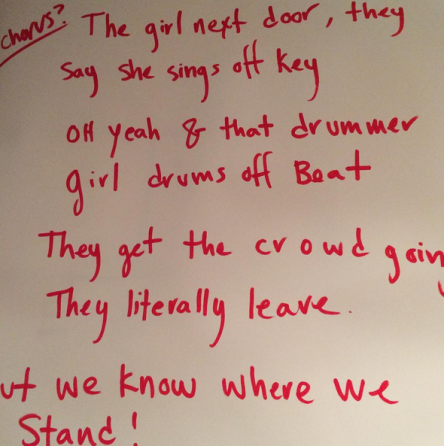 chorus?
The girl next door, they
Say she sings off key
OH yeah & that drummer
girl drums off Beat
They get the crowd goin
They literally leave.
ut we know where we
Stand!